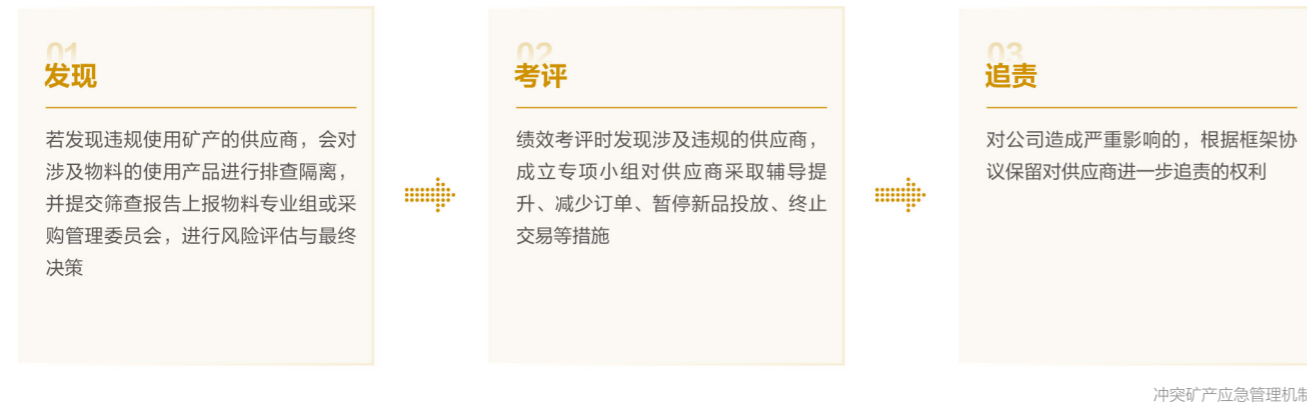 01
发现
若发现违规使用矿产的供应商，会对
涉及物料的使用产品进行排查隔离，
并提交筛查报告上报物料专业组或采
购管理委员会，进行风险评估与最终
决策
02
考评
绩效考评时发现涉及违规的供应商，
成立专项小组对供应商采取辅导提
升、减少订单、暂停新品投放、终止
交易等措施
03
追责
对公司造成严重影响的，根据框架协
议保留对供应商进一步追责的权利
冲突矿产应急管理机制